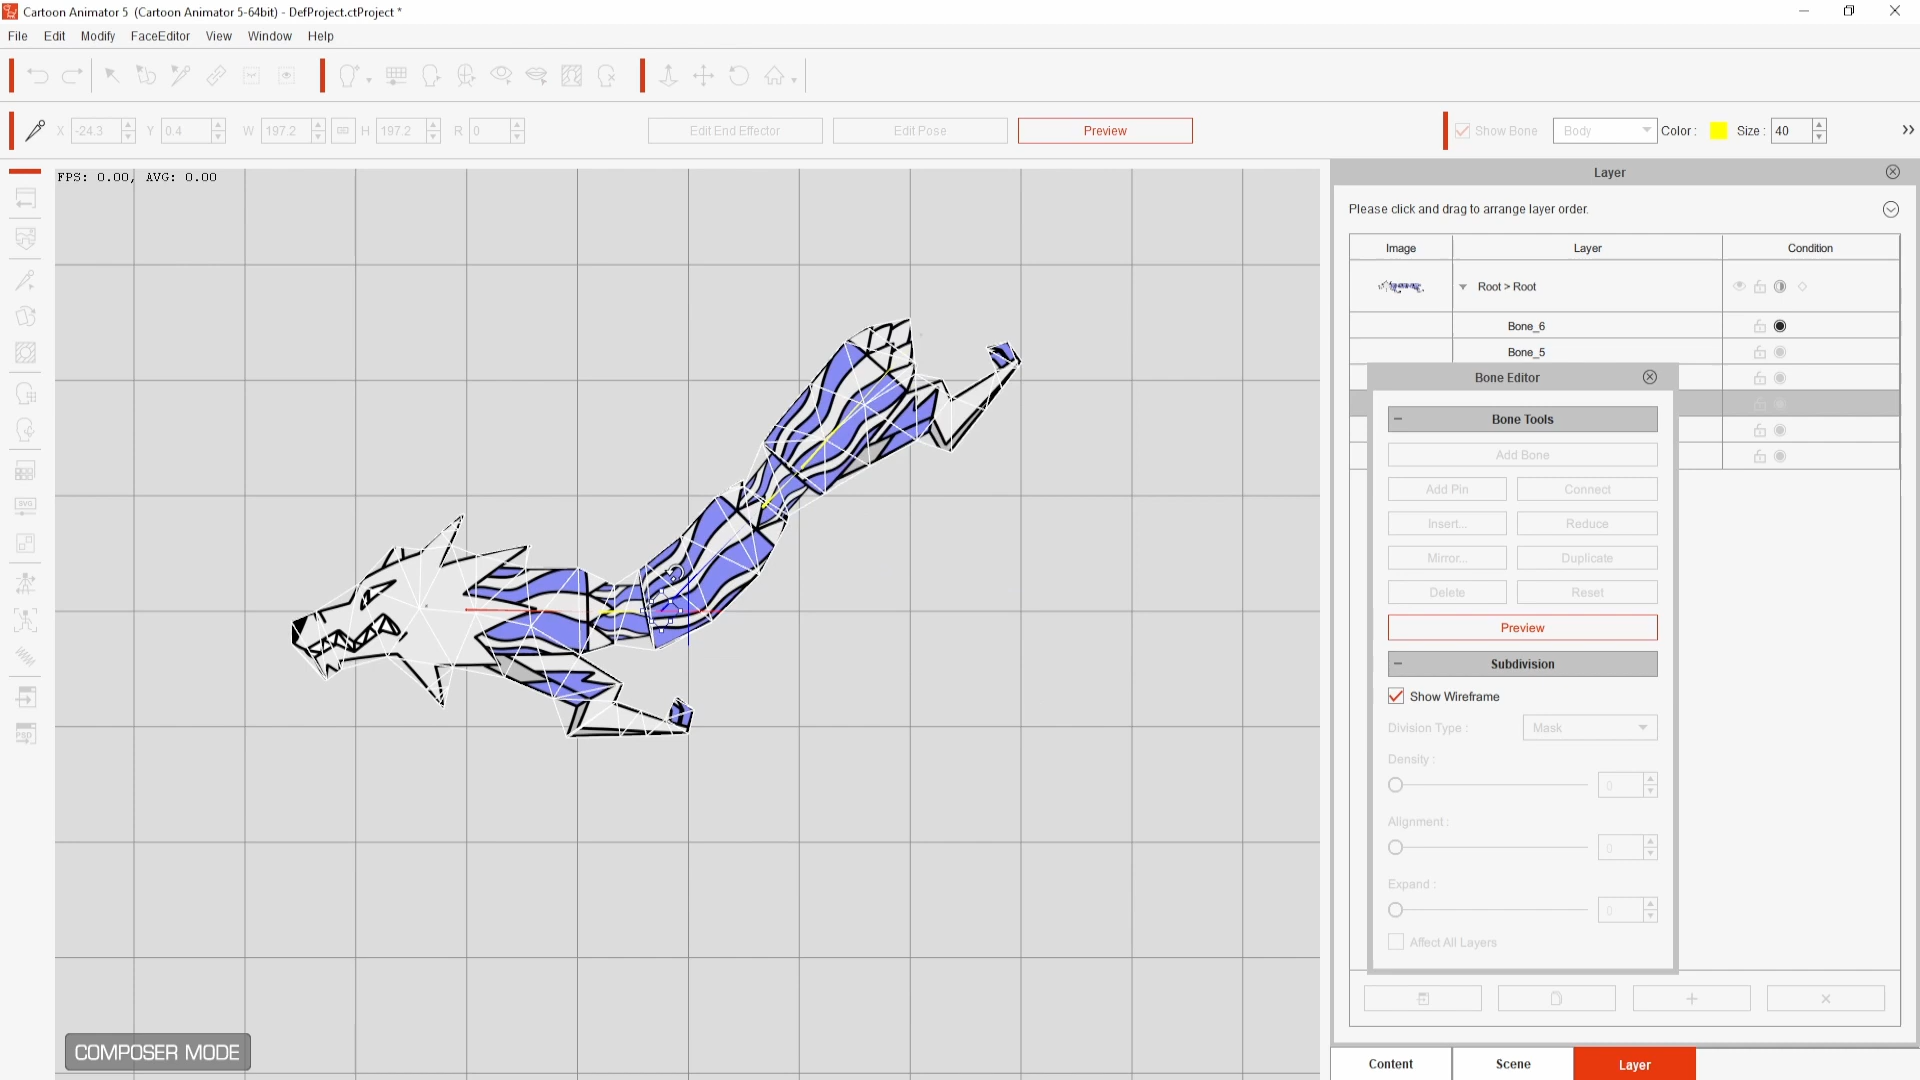 Cartoon Animator 5 (Cartoon Animator 5-64bit) - DefProject.ctProject *
File Edit Modify FaceEditor View Window Help
X -24.3 Y 0.4 W 197.2 H 197.2 R 0 Edit End Effector Edit Pose Preview Show Bone Body Color : Size : 40
FPS: 0.00, AVG: 0.00
Layer
Please click and drag to arrange layer order.
Image Layer Condition
Root > Root
Bone_6
Bone_5
Bone Editor
Bone Tools
Add Bone
Add Pin Connect
Insert... Reduce
Mirror... Duplicate
Delete Reset
Preview
Subdivision
Show Wireframe
Division Type : Mask
Density :
0
Alignment :
0
Expand :
0
Affect All Layers
SVG
PSD
COMPOSER MODE
Content Scene Layer